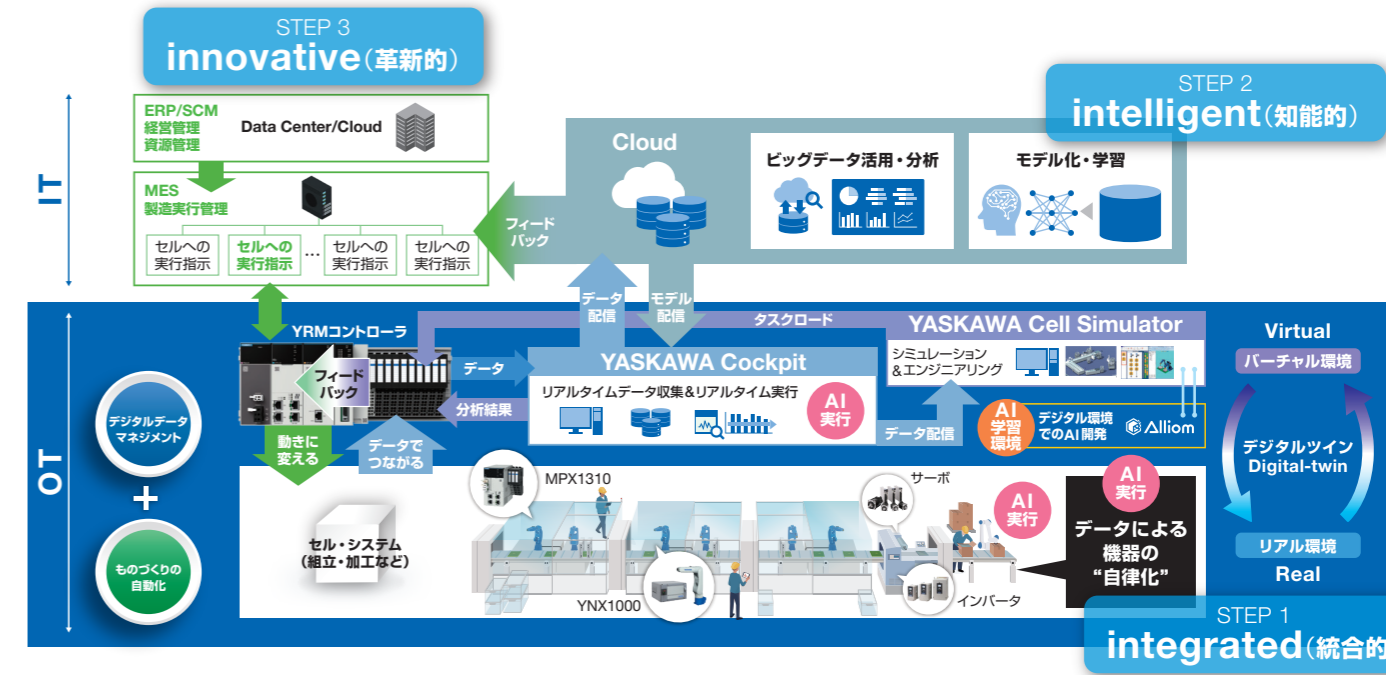 STEP 3
innovative(革新的)
STEP 2
intelligent(知能的)
IT
ERP/SCM
経営管理
資源管理
Data Center/Cloud
MES
製造実行管理
セルへの
実行指示
セルへの
実行指示
…
セルへの
実行指示
セルへの
実行指示
フィード
バック
Cloud
ビッグデータ活用・分析
モデル化・学習
データ
配信
モデル
配信
OT
デジタルデータ
マネジメント
+
ものづくりの
自動化
YRMコントローラ
フィード
バック
タスクロード
データ
分析結果
YASKAWA Cockpit
リアルタイムデータ収集&リアルタイム実行
AI
実行
YASKAWA Cell Simulator
シミュレーション
&エンジニアリング
データ配信
AI
学習
環境
デジタル環境
でのAI開発
Alliom
動きに
変える
データで
つながる
セル・システム
(組立・加工など)
MPX1310
YNX1000
サーボ
インバータ
AI
実行
AI
実行
データによる
機器の
“自律化”
Virtual
バーチャル環境
デジタルツイン
Digital-twin
リアル環境
Real
STEP 1
integrated(統合的